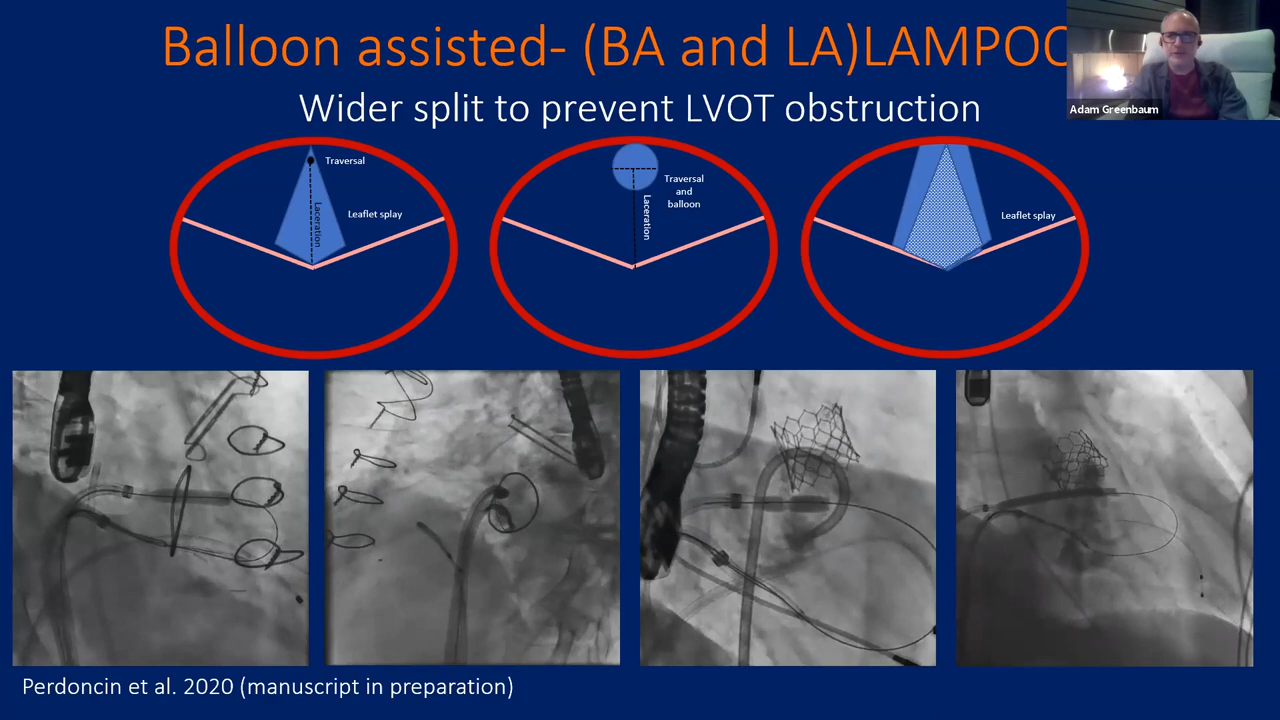 Balloon assisted- (BA and LA)LAMPOO
Adam Greenbaum
Wider split to prevent LVOT obstruction
Traversal
Laceration
Leaflet splay
Traversal
and
balloon
Laceration
Leaflet splay
Perdoncin et al. 2020 (manuscript in preparation)